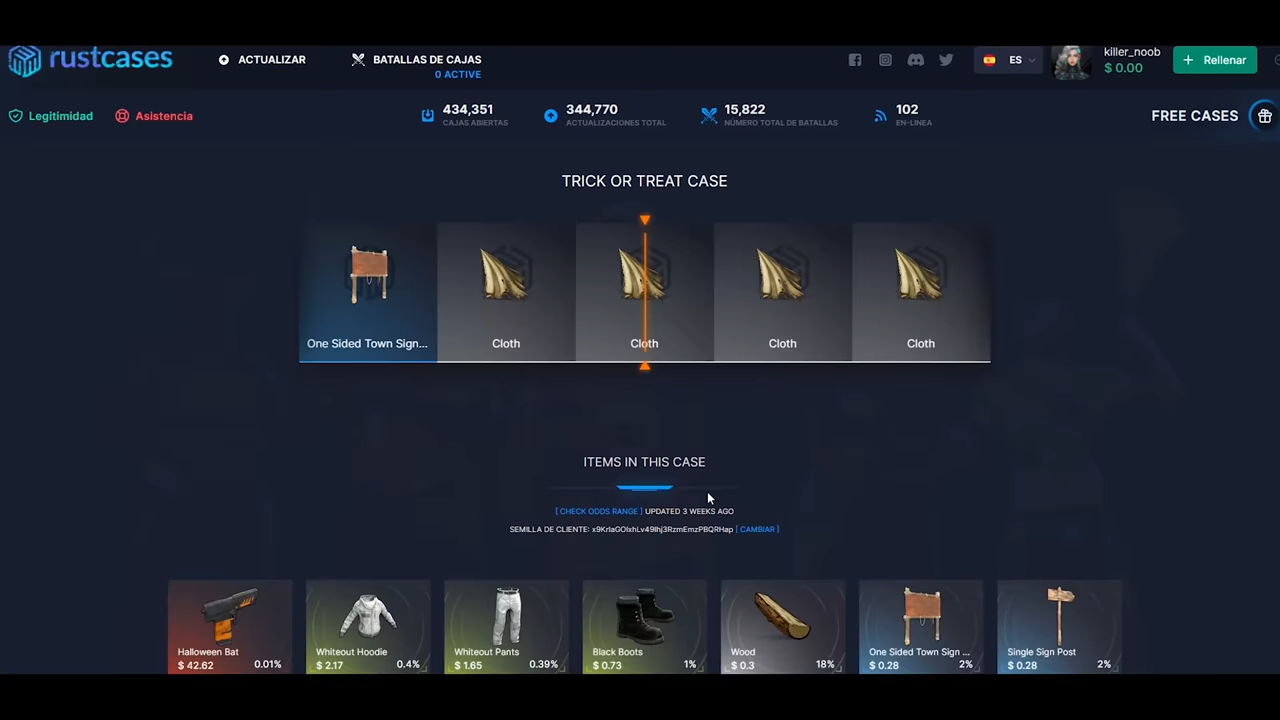 rustcases
ACTUALIZAR
BATALLAS DE CAJAS
0 ACTIVE
ES
killer_noob
$ 0.00
Rellenar
Legitimidad
Asistencia
434,351
CAJAS ABIERTAS
344,770
ACTUALIZACIONES TOTAL
15,822
NÚMERO TOTAL DE BATALLAS
102
EN-LINEA
FREE CASES
TRICK OR TREAT CASE
One Sided Town Sign...
Cloth
Cloth
Cloth
Cloth
ITEMS IN THIS CASE
[ CHECK ODDS RANGE ] UPDATED 3 WEEKS AGO
SEMILLA DE CLIENTE: [ CAMBIAR ]
Halloween Bat
$ 42.62 0.01%
Whiteout Hoodie
$ 2.17 0.4%
Whiteout Pants
$ 1.65 0.39%
Black Boots
$ 0.73 1%
Wood
$ 0.3 18%
One Sided Town Sign ...
$ 0.28 2%
Single Sign Post
$ 0.28 2%